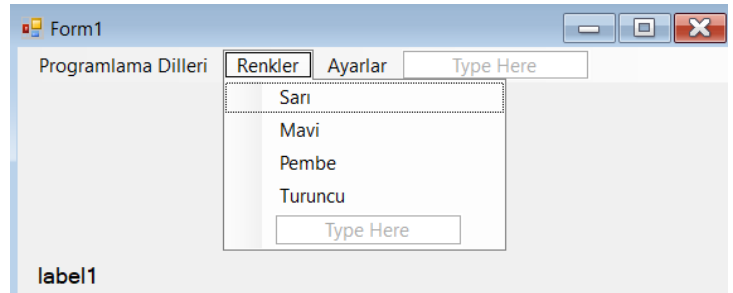 Form1
Programlama Dilleri Renkler Ayarlar Type Here
Sarı
Mavi
Pembe
Turuncu
Type Here
label1